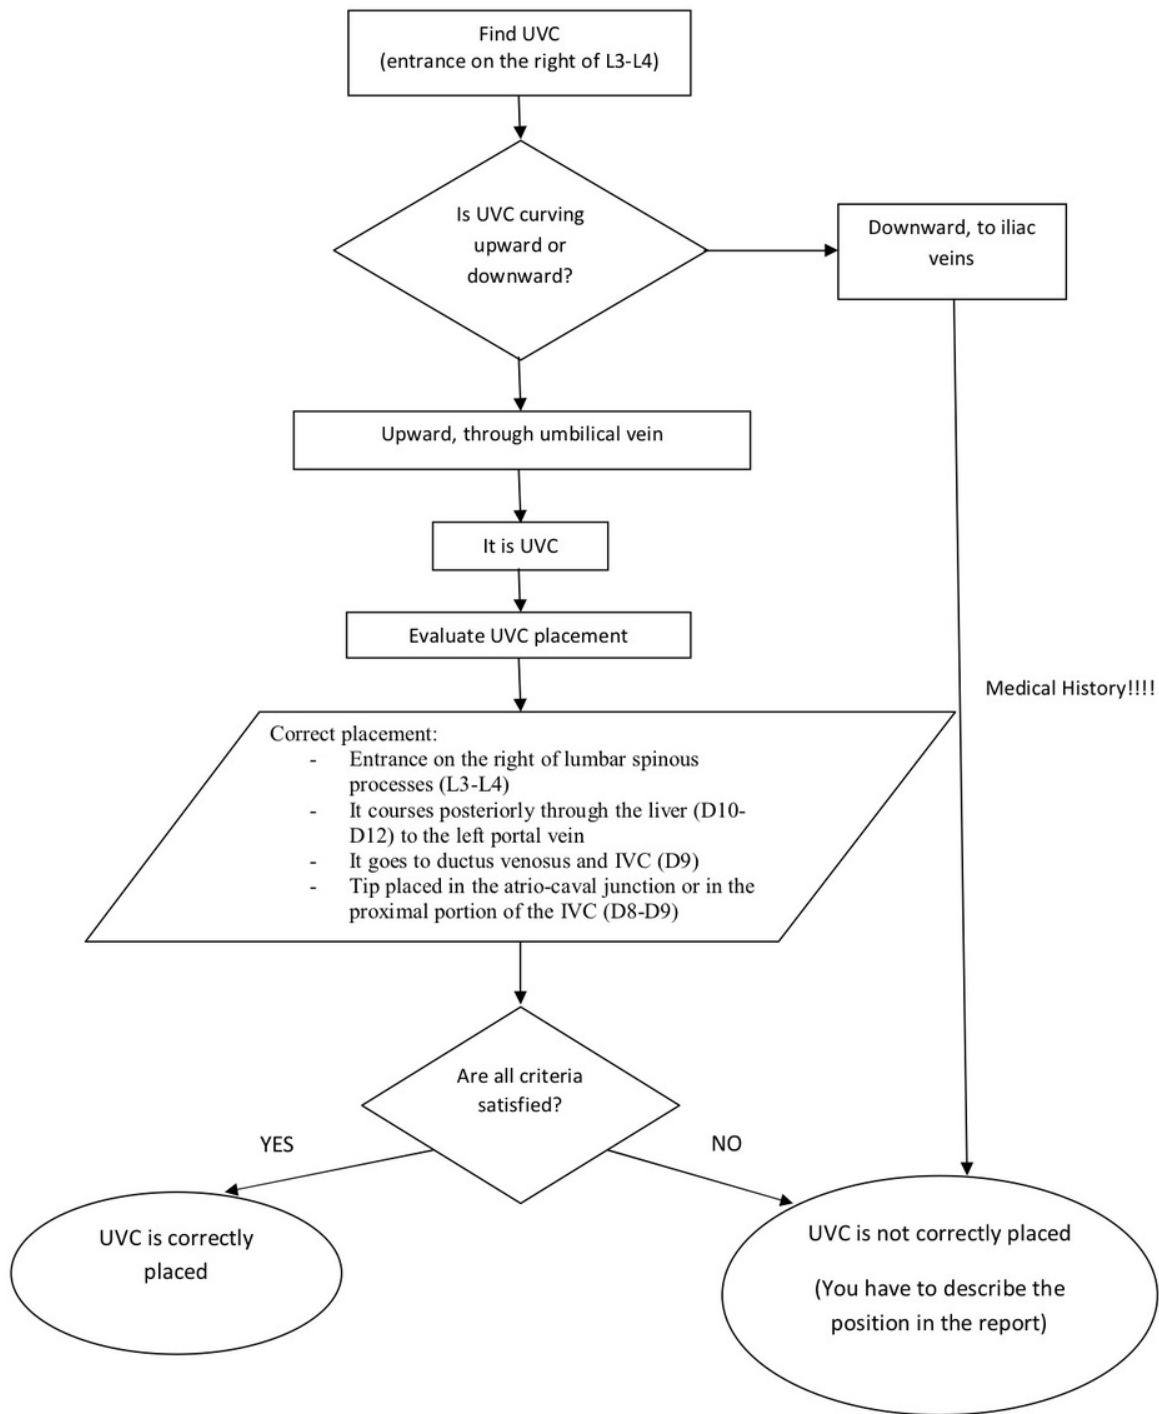 Find UVC
(entrance on the right of L3-L4)
Is UVC curving
upward or
downward?
Downward, to iliac
veins
Upward, through umbilical vein
It is UVC
Evaluate UVC placement
Medical History!!!!
Correct placement:
- Entrance on the right of lumbar spinous
processes (L3-L4)
- It courses posteriorly through the liver (D10-
D12) to the left portal vein
- It goes to ductus venosus and IVC (D9)
- Tip placed in the atrio-caval junction or in the
proximal portion of the IVC (D8-D9)
Are all criteria
satisfied?
YES
NO
UVC is correctly
placed
UVC is not correctly placed
(You have to describe the
position in the report)